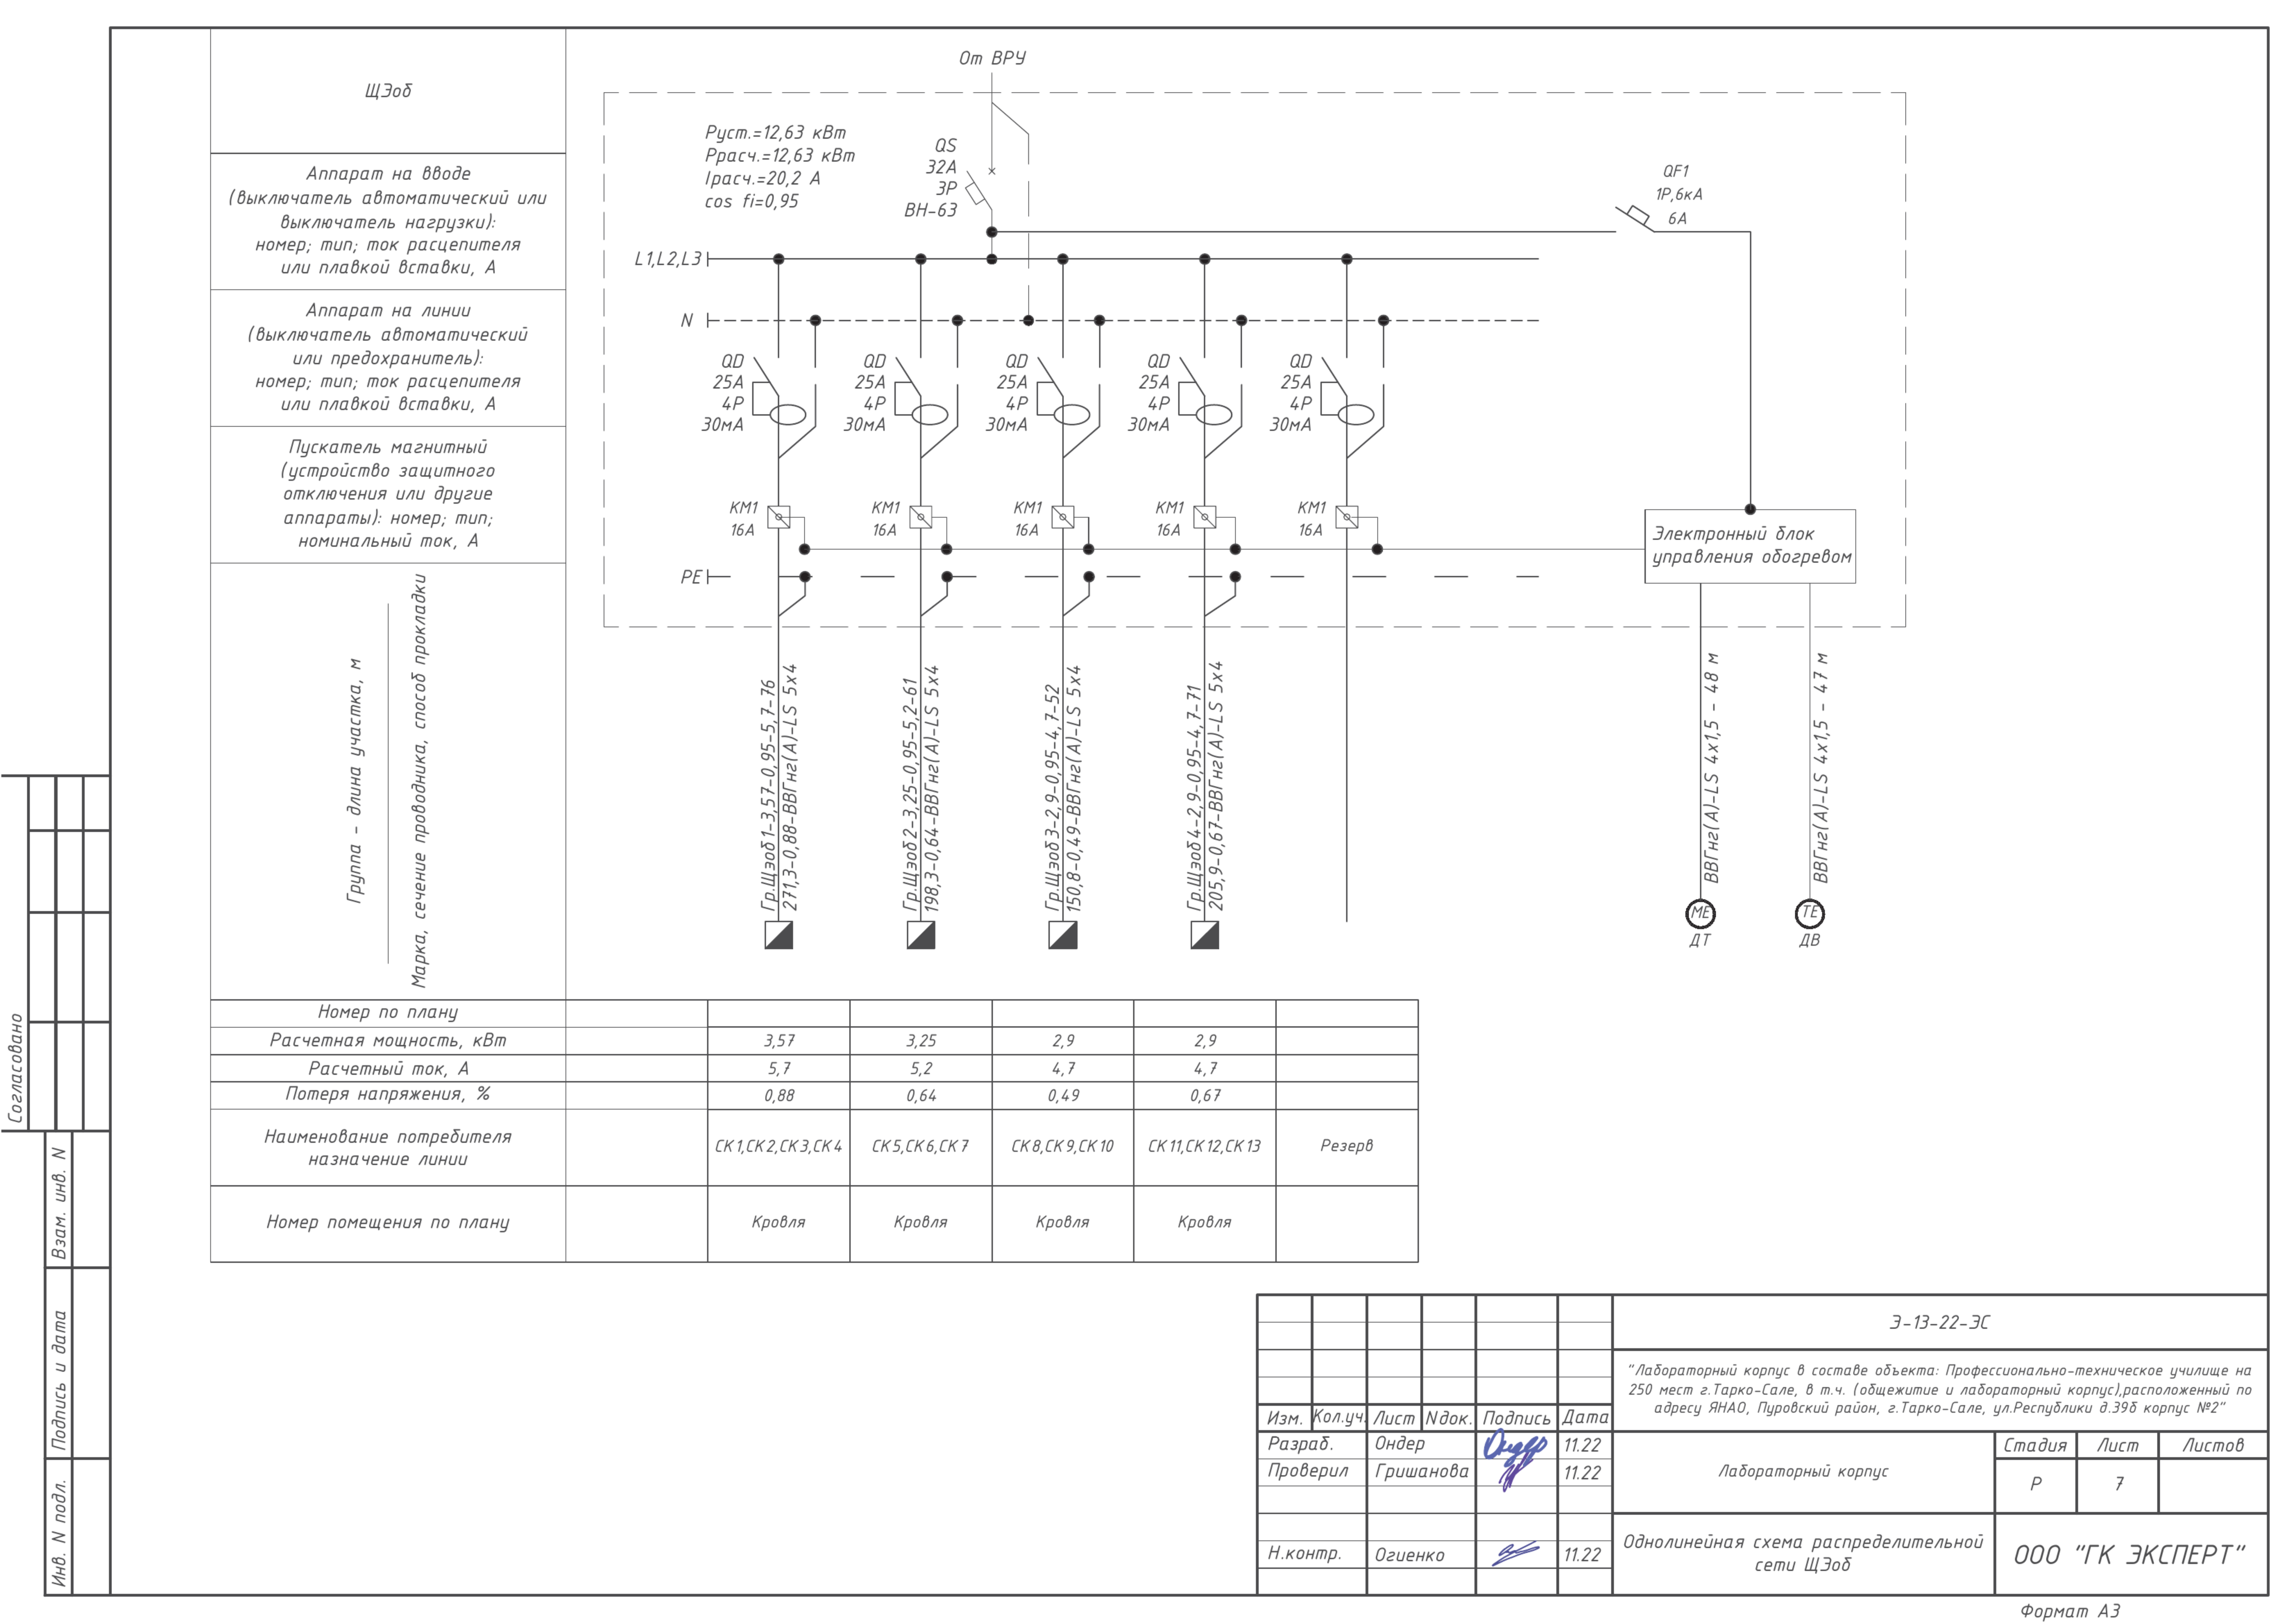 ЩЭоб
Аппарат на вводе
(выключатель автоматический или
выключатель нагрузки):
номер; тип; ток расцепителя
или плавкой вставки, А
Аппарат на линии
(выключатель автоматический
или предохранитель):
номер; тип; ток расцепителя
или плавкой вставки, А
Пускатель магнитный
(устройство защитного
отключения или другие
аппараты): номер; тип;
номинальный ток, А
Группа - длина участка, м
Марка, сечение проводника, способ прокладки
От ВРУ
Руст.=12,63 кВт
Ррасч.=12,63 кВт
Iрасч.=20,2 А
cos fi=0,95
QS
32А
3Р
ВН-63
QF1
1Р,6кА
6А
L1,L2,L3
N
QD
25А
4Р
30мА
QD
25А
4Р
30мА
QD
25А
4Р
30мА
QD
25А
4Р
30мА
QD
25А
4Р
30мА
КМ1
16А
КМ1
16А
КМ1
16А
КМ1
16А
КМ1
16А
Электронный блок
управления обогревом
PE
Гр.Щэоб1-3,57-0,95-5,7-76
271,3-0,88-ВВГнг(А)-LS 5х4
Гр.Щэоб2-3,25-0,95-5,2-61
198,3-0,64-ВВГнг(А)-LS 5х4
Гр.Щэоб3-2,9-0,95-4,7-52
150,8-0,49-ВВГнг(А)-LS 5х4
Гр.Щэоб4-2,9-0,95-4,7-71
205,9-0,67-ВВГнг(А)-LS 5х4
ВВГнг(А)-LS 4х1,5 - 48 м
ВВГнг(А)-LS 4х1,5 - 47 м
МЕ
ДТ
ТЕ
ДВ
Номер по плану
Расчетная мощность, кВт 3,57 3,25 2,9 2,9
Расчетный ток, А 5,7 5,2 4,7 4,7
Потеря напряжения, % 0,88 0,64 0,49 0,67
Наименование потребителя
назначение линии
СК1,СК2,СК3,СК4 СК5,СК6,СК7 СК8,СК9,СК10 СК11,СК12,СК13 Резерв
Номер помещения по плану Кровля Кровля Кровля Кровля
Согласовано
Взам. инв. N
Подпись и дата
Инв. N подл.
Э-13-22-ЭС
"Лабораторный корпус в составе объекта: Профессионально-техническое училище на
250 мест г.Тарко-Сале, в т.ч. (общежитие и лабораторный корпус),расположенный по
адресу ЯНАО, Пуровский район, г.Тарко-Сале, ул.Республики д.39б корпус №2"
Изм. Кол.уч. Лист Nдок. Подпись Дата
Разраб. Ондер Ондер 11.22
Проверил Гришанова 11.22
Н.контр. Огиенко 11.22
Лабораторный корпус
Стадия Лист Листов
Р 7
Однолинейная схема распределительной
сети ЩЭоб
ООО "ГК ЭКСПЕРТ"
Формат А3